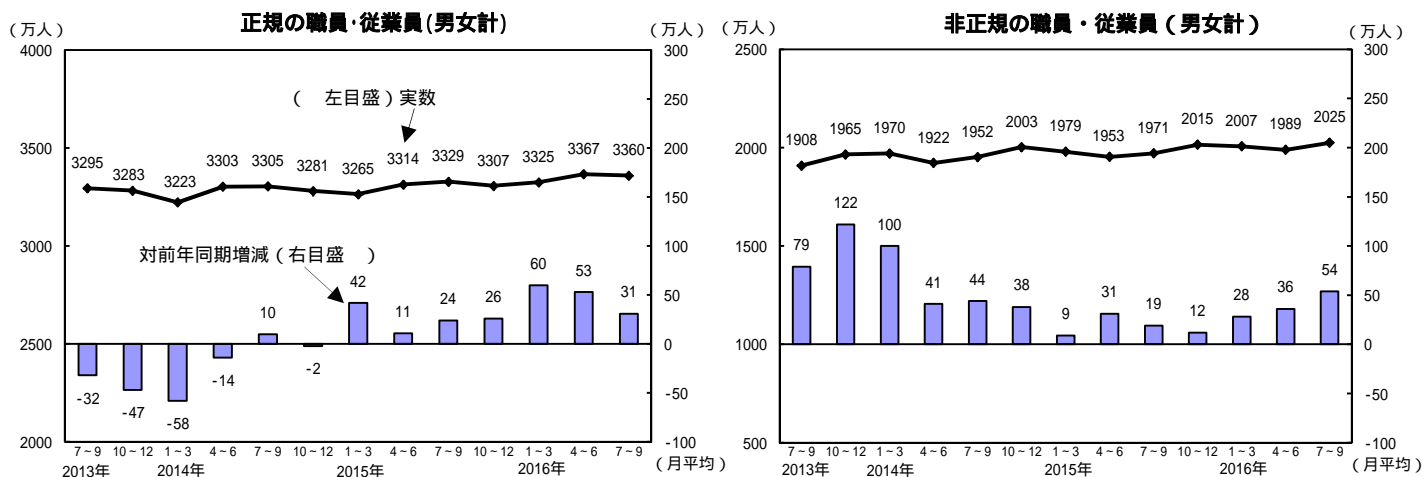 正規の職員･従業員(男女計)
（万人）
（万人）
4000
3500
3000
2500
2000
300
250
200
150
100
50
0
-50
-100
（　左目盛）実数
3295 3283 3223 3303 3305 3281 3265 3314 3329 3307 3325 3367 3360
対前年同期増減（右目盛　）
-32 -47 -58 -14 10 -2 42 11 24 26 60 53 31
7～9 10～12 1～3 4～6 7～9 10～12 1～3 4～6 7～9 10～12 1～3 4～6 7～9
2013年 2014年 2015年 2016年
（月平均）
非正規の職員・従業員（男女計）
（万人）
（万人）
2500
2000
1500
1000
500
300
250
200
150
100
50
0
-50
-100
1908 1965 1970 1922 1952 2003 1979 1953 1971 2015 2007 1989 2025
79 122 100 41 44 38 9 31 19 12 28 36 54
7～9 10～12 1～3 4～6 7～9 10～12 1～3 4～6 7～9 10～12 1～3 4～6 7～9
2013年 2014年 2015年 2016年
（月平均）